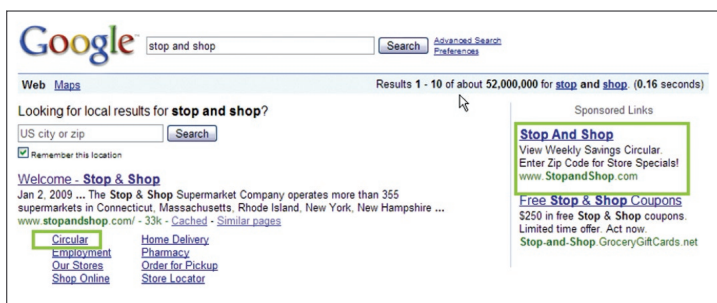 Google stop and shop Search Advanced Search
Preferences
Web Maps Results 1 - 10 of about 52,000,000 for stop and shop. (0.16 seconds)
Looking for local results for stop and shop?
US city or zip Search
Remember this location
Welcome - Stop & Shop
Jan 2, 2009 ... The Stop & Shop Supermarket Company operates more than 355
supermarkets in Connecticut, Massachusetts, Rhode Island, New York, New Hampshire ...
www.stopandshop.com/ - 33k - Cached - Similar pages
Circular Home Delivery
Employment Pharmacy
Our Stores Order for Pickup
Shop Online Store Locator
Sponsored Links
Stop And Shop
View Weekly Savings Circular.
Enter Zip Code for Store Specials!
www.StopandShop.com
Free Stop & Shop Coupons
$250 in free Stop & Shop coupons.
Limited time offer. Act now.
Stop-and-Shop.GroceryGiftCards.net